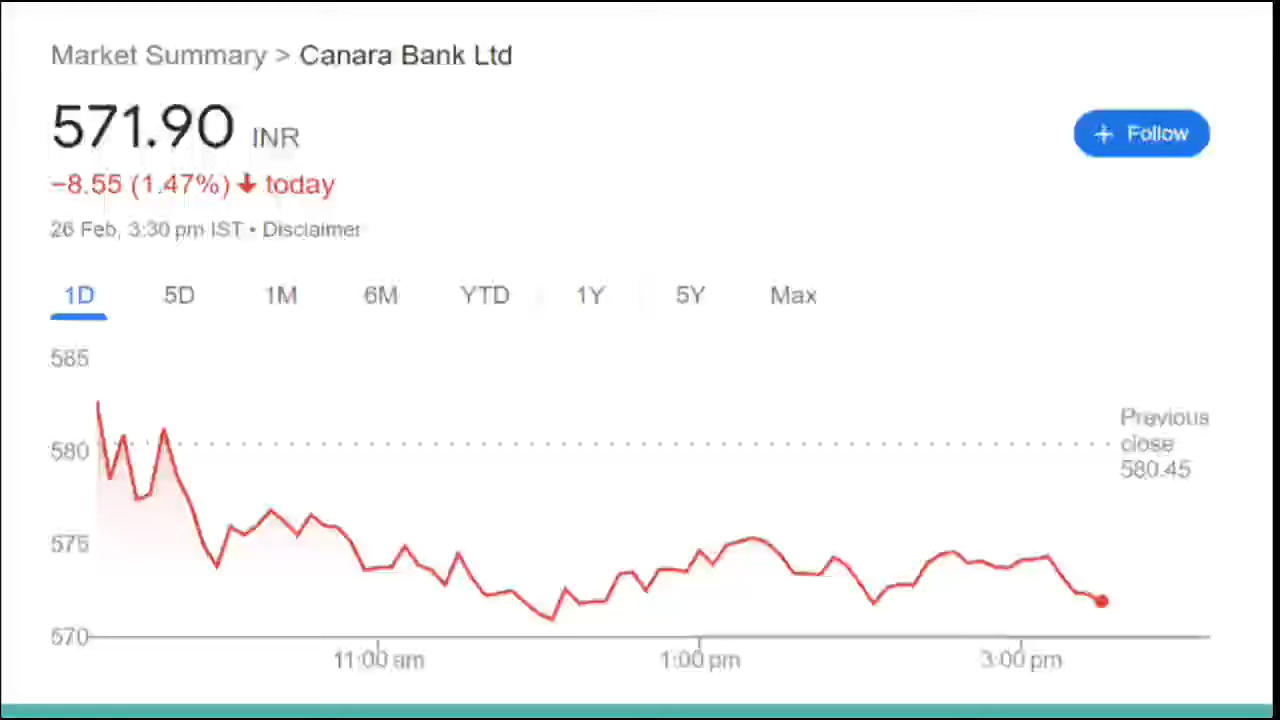 Market Summary > Canara Bank Ltd
571.90 INR
+ Follow
−8.55 (1.47%) ↓ today
26 Feb, 3:30 pm IST • Disclaimer
1D 5D 1M 6M YTD 1Y 5Y Max
585
580
575
570
Previous
close
580.45
11:00 am 1:00 pm 3:00 pm